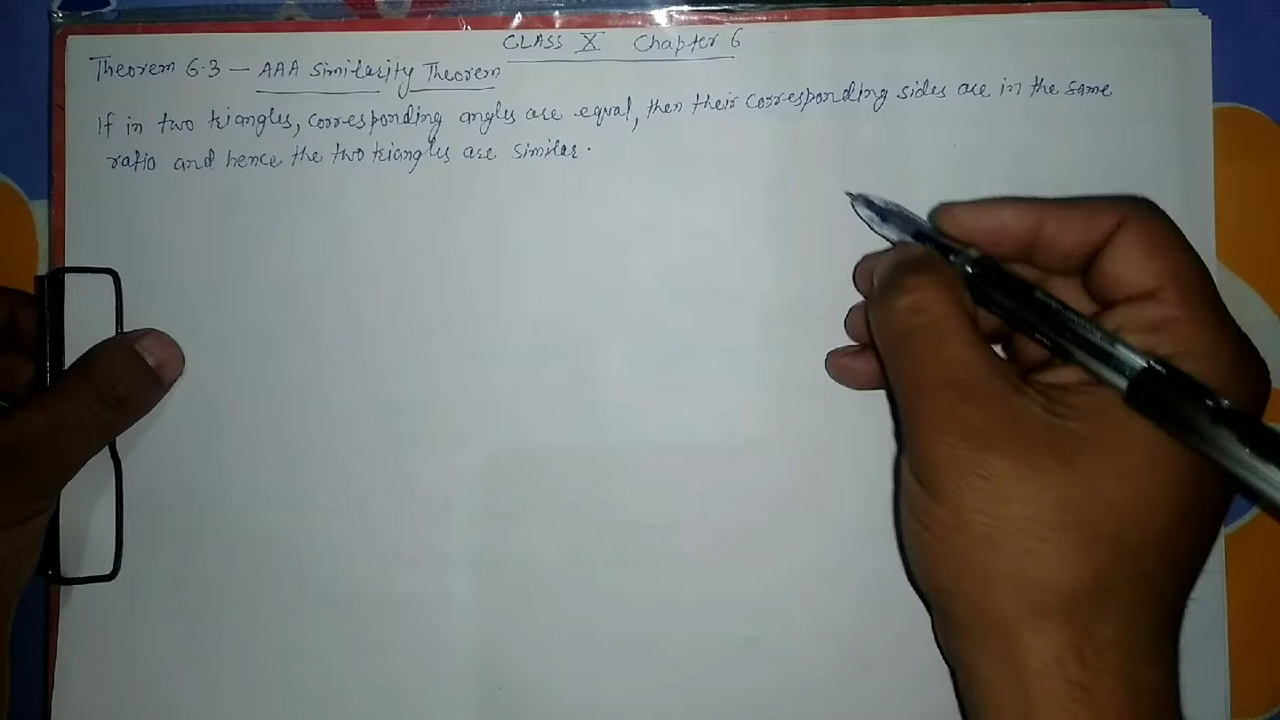 CLASS X Chapter 6
Theorem 6.3 – AAA Similarity Theorem
If in two triangles, corresponding angles are equal, then their corresponding sides are in the same
ratio and hence the two triangles are similar.